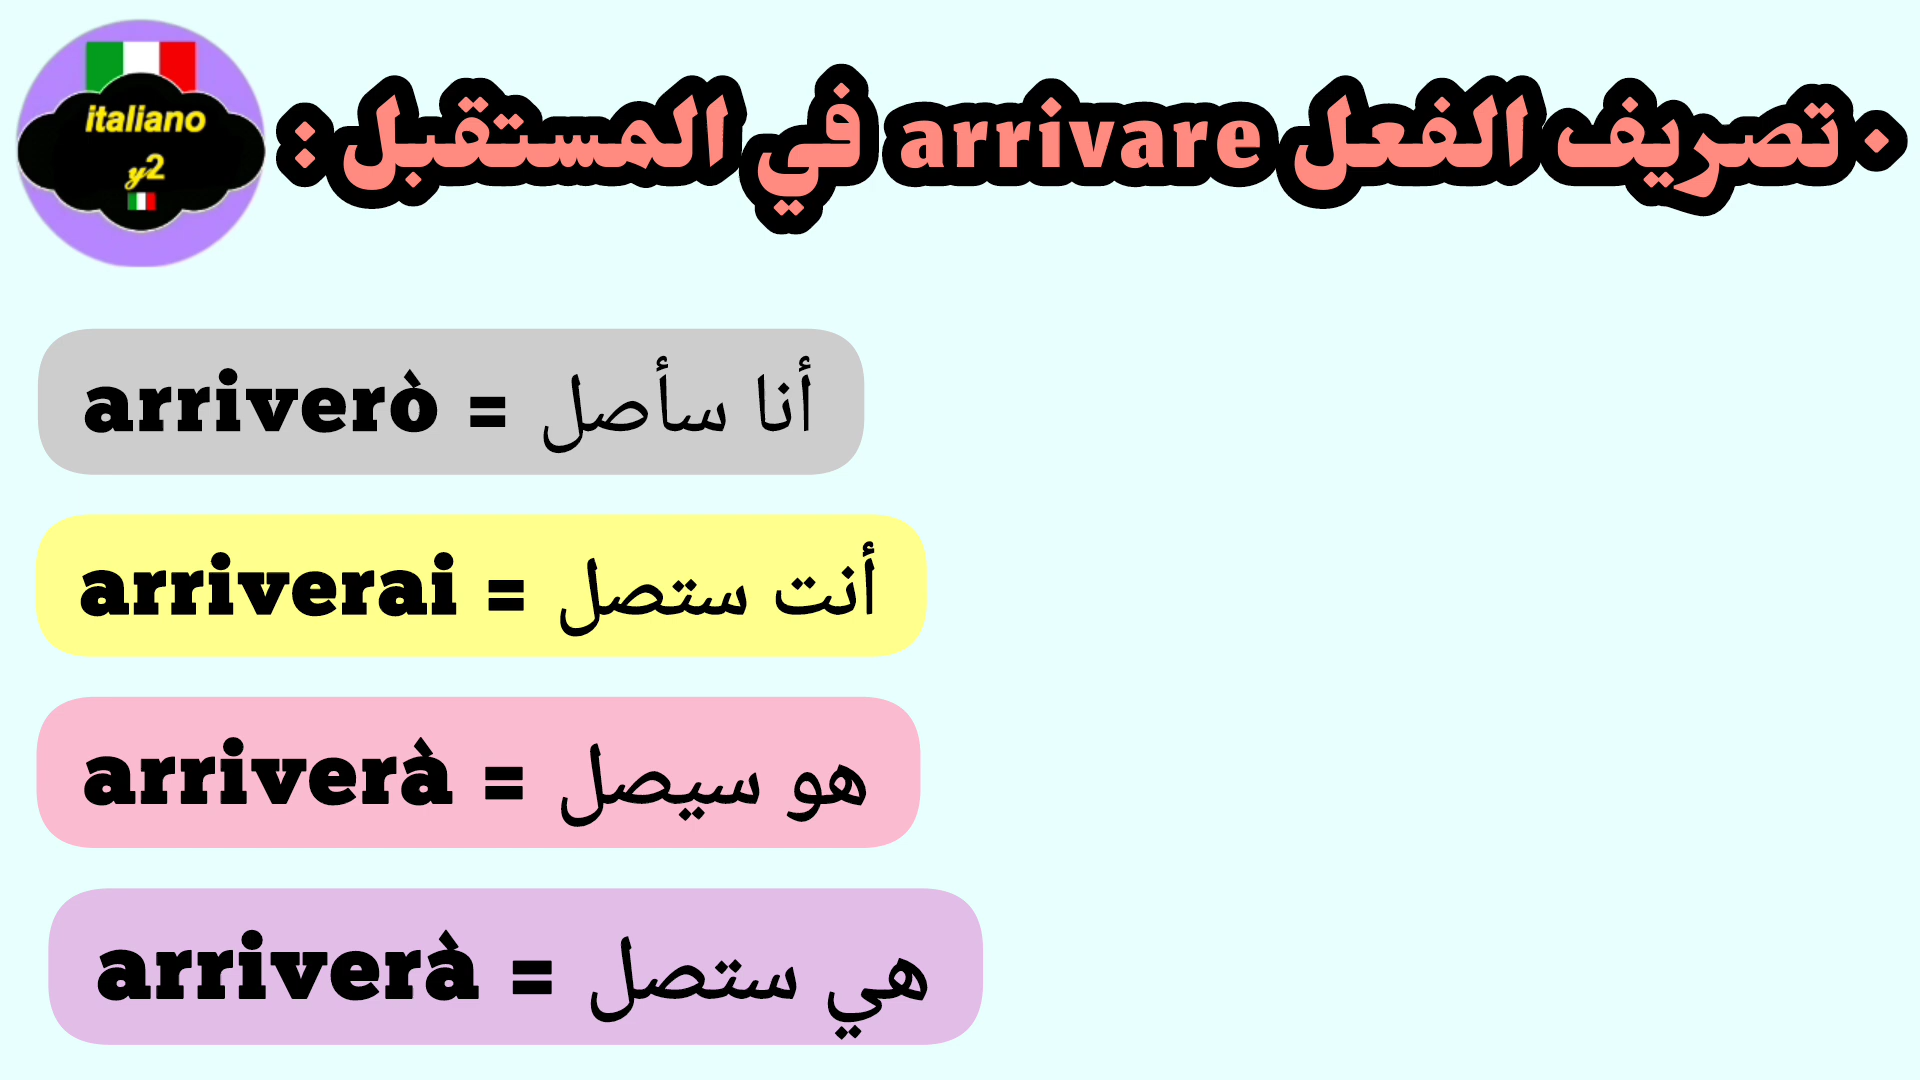 italiano
y2
• تصريف الفعل arrivare في المستقبل :
arriverò = أنا سأصل
arriverai = أنت ستصل
arriverà = هو سيصل
arriverà = هي ستصل